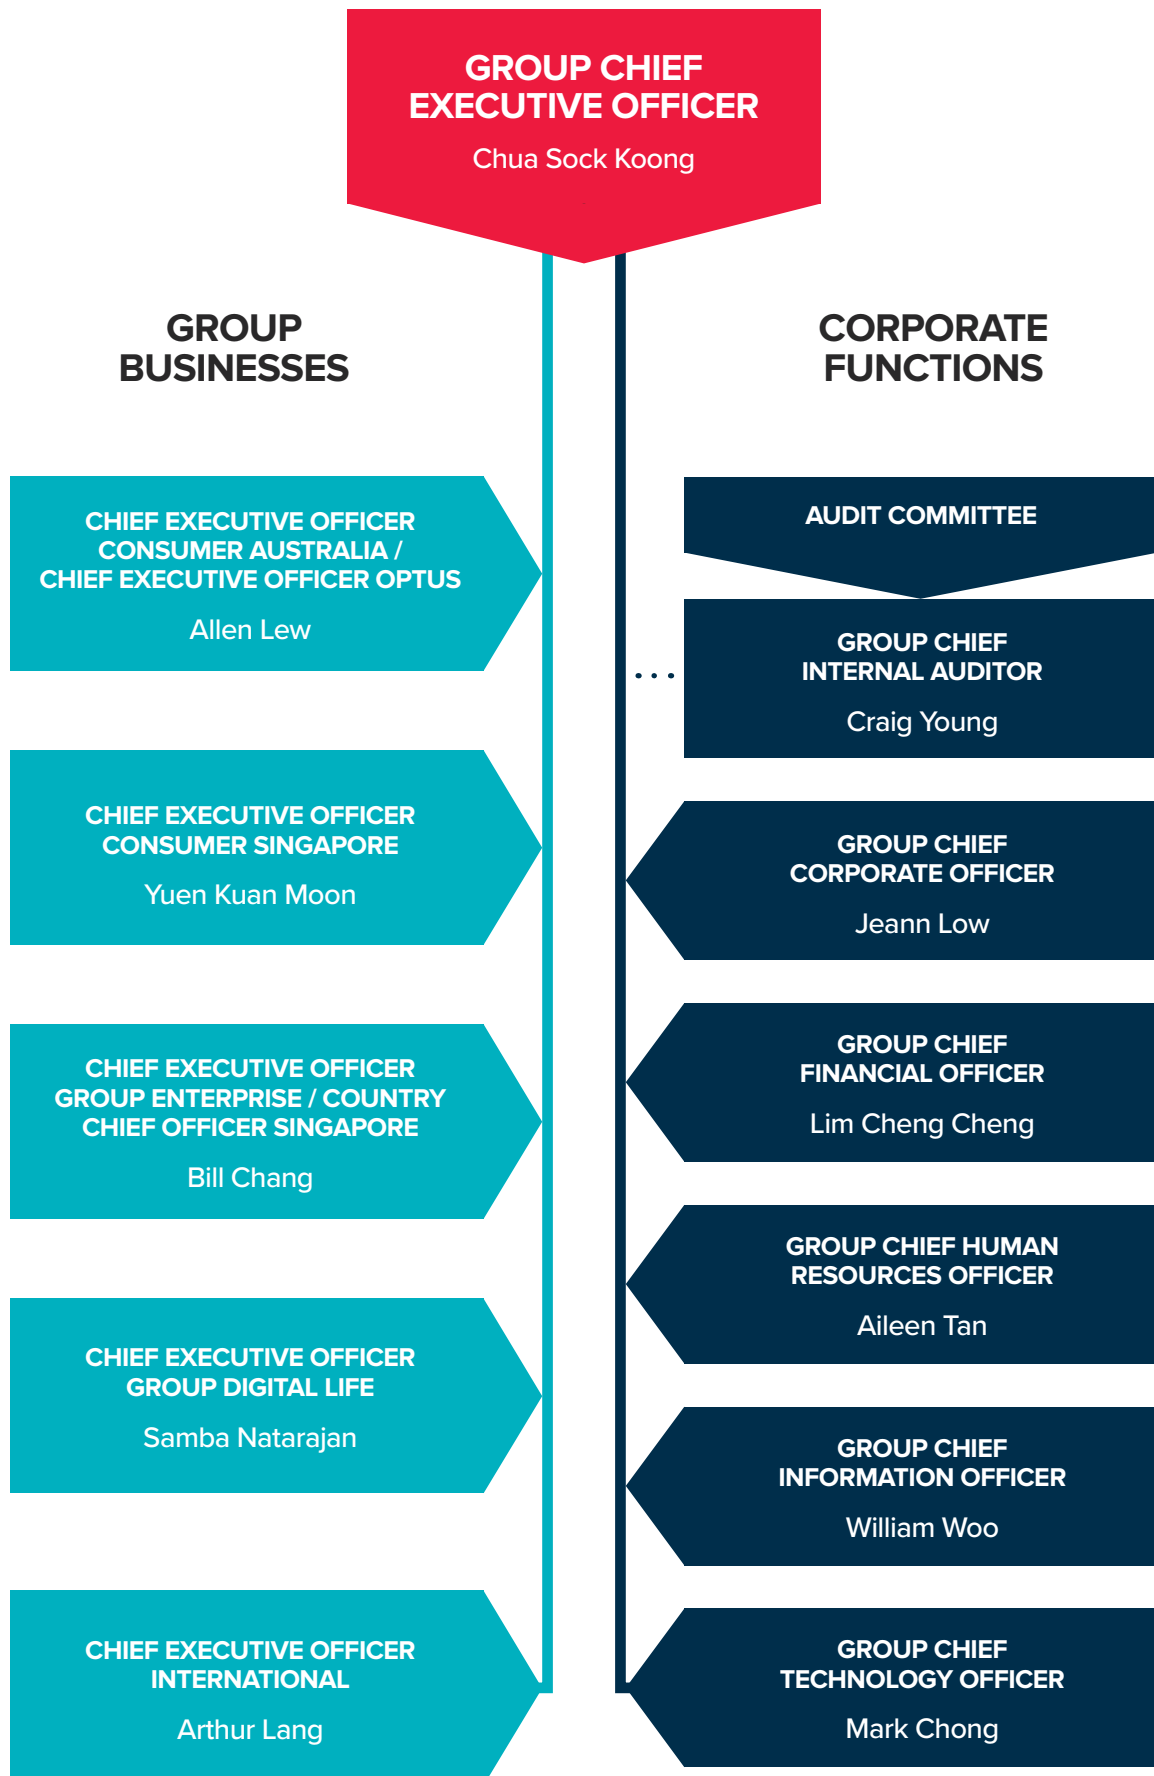 GROUP CHIEF
EXECUTIVE OFFICER
Chua Sock Koong
GROUP
BUSINESSES
CHIEF EXECUTIVE OFFICER
CONSUMER AUSTRALIA /
CHIEF EXECUTIVE OFFICER OPTUS
Allen Lew
CHIEF EXECUTIVE OFFICER
CONSUMER SINGAPORE
Yuen Kuan Moon
CHIEF EXECUTIVE OFFICER
GROUP ENTERPRISE / COUNTRY
CHIEF OFFICER SINGAPORE
Bill Chang
CHIEF EXECUTIVE OFFICER
GROUP DIGITAL LIFE
Samba Natarajan
CHIEF EXECUTIVE OFFICER
INTERNATIONAL
Arthur Lang
CORPORATE
FUNCTIONS
AUDIT COMMITTEE
GROUP CHIEF
INTERNAL AUDITOR
Craig Young
GROUP CHIEF
CORPORATE OFFICER
Jeann Low
GROUP CHIEF
FINANCIAL OFFICER
Lim Cheng Cheng
GROUP CHIEF HUMAN
RESOURCES OFFICER
Aileen Tan
GROUP CHIEF
INFORMATION OFFICER
William Woo
GROUP CHIEF
TECHNOLOGY OFFICER
Mark Chong